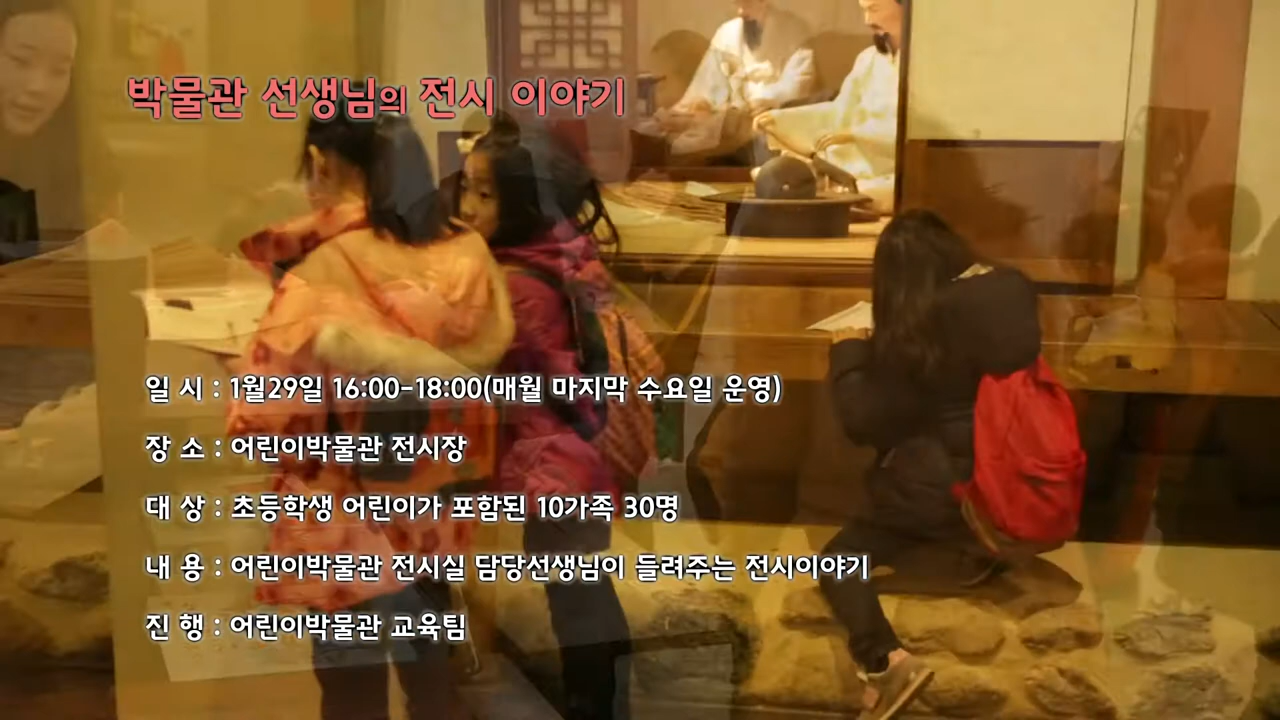 박물관 선생님의 전시 이야기
일 시 : 1월29일 16:00-18:00(매월 마지막 수요일 운영)
장 소 : 어린이박물관 전시장
대 상 : 초등학생 어린이가 포함된 10가족 30명
내 용 : 어린이박물관 전시실 담당선생님이 들려주는 전시이야기
진 행 : 어린이박물관 교육팀